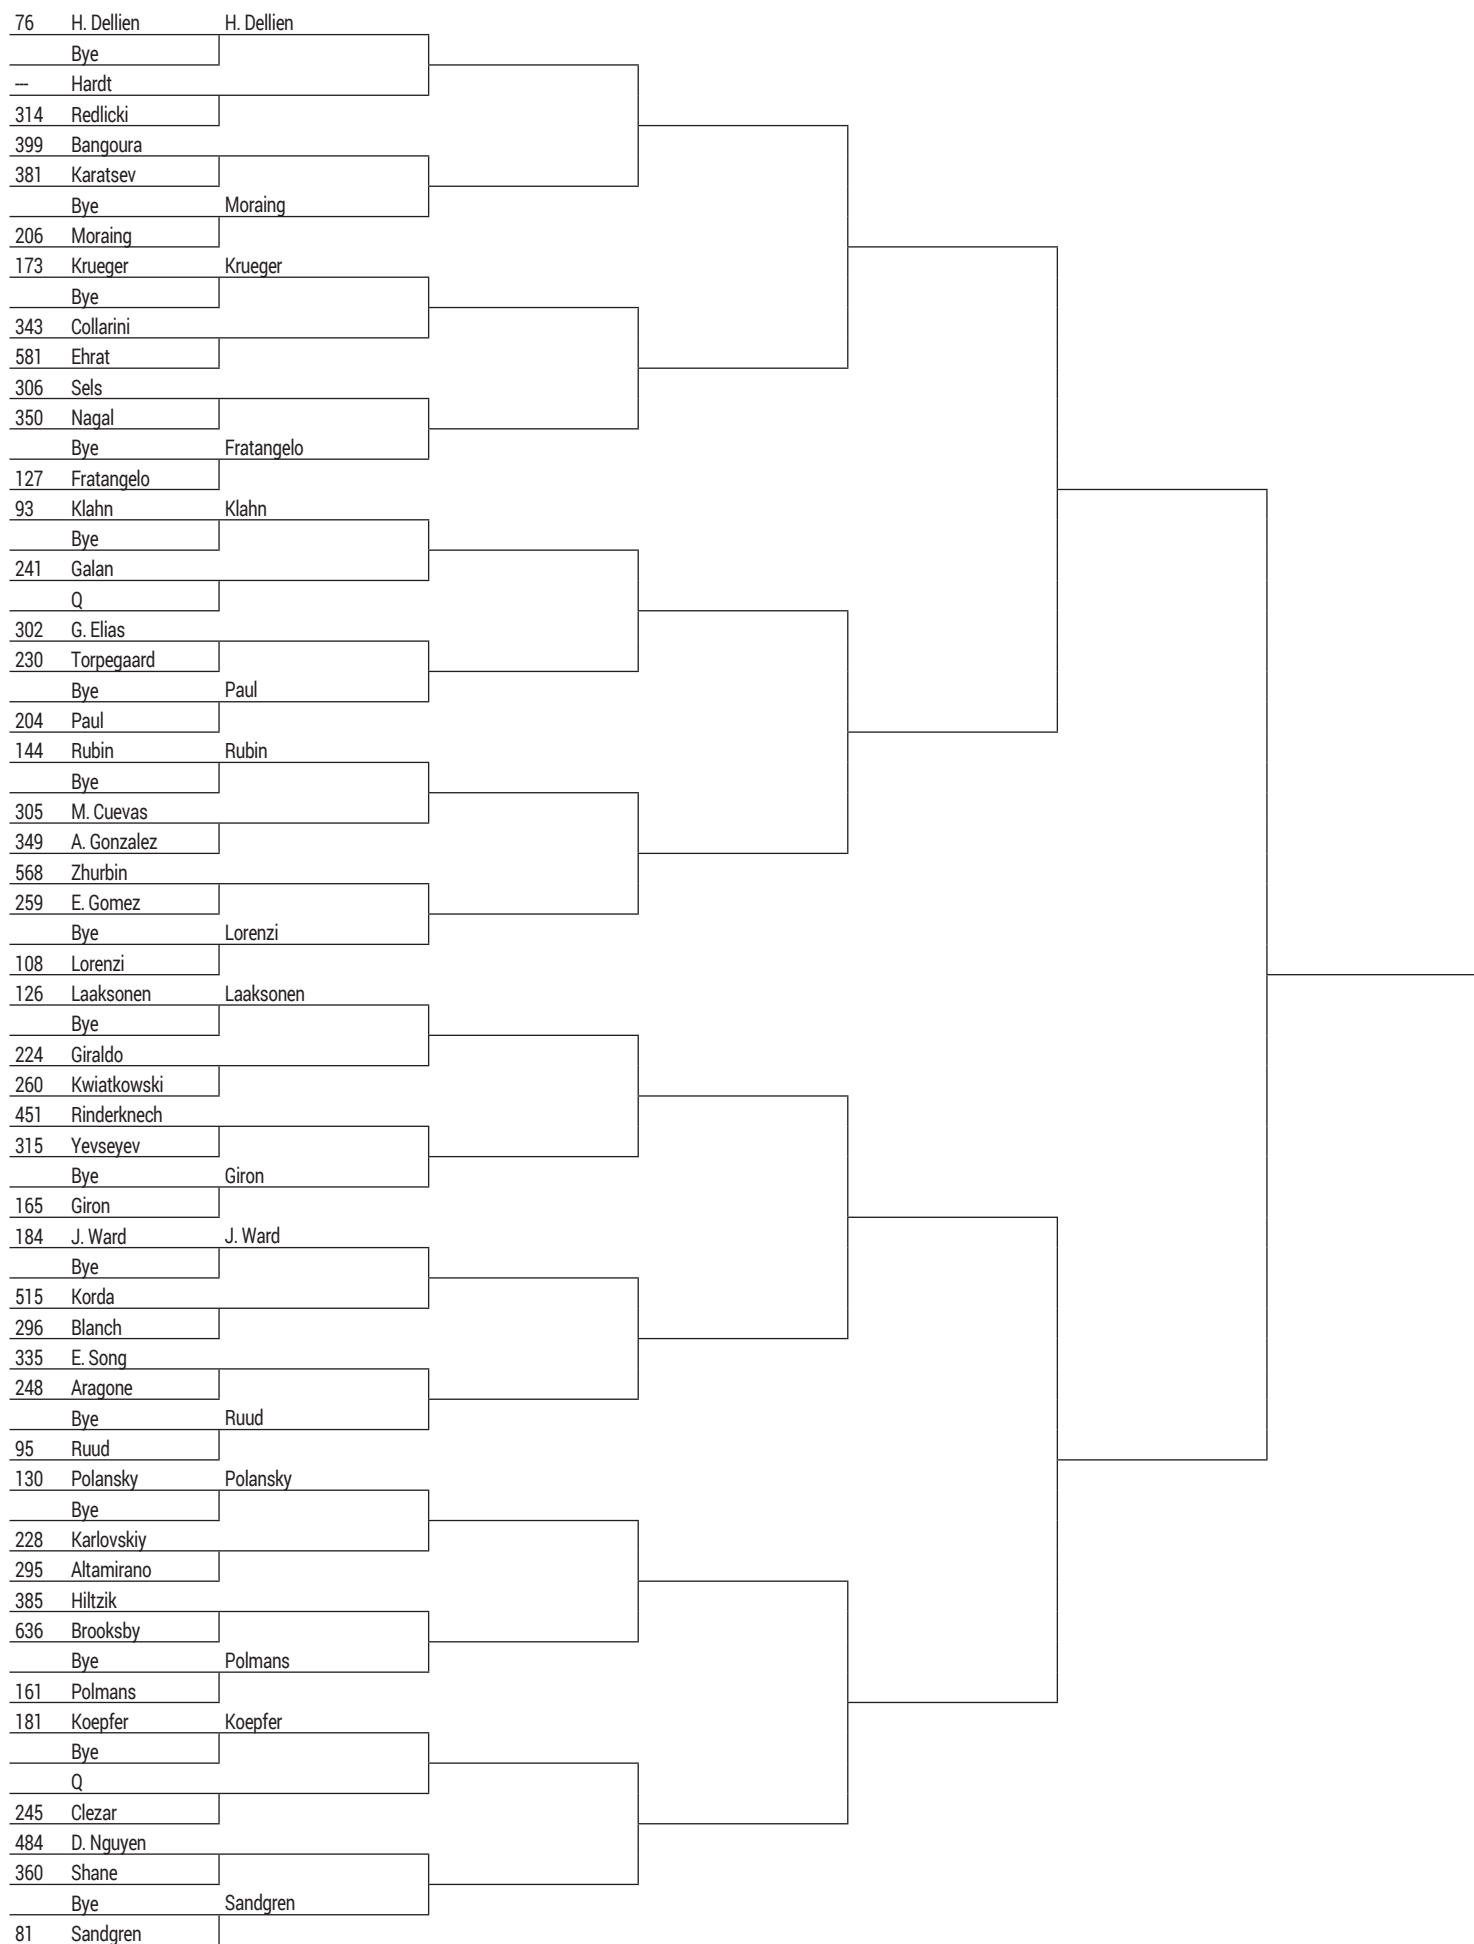 76 H. Dellien H. Dellien
Bye
--- Hardt
314 Redlicki
399 Bangoura
381 Karatsev
Bye Moraing
206 Moraing
173 Krueger Krueger
Bye
343 Collarini
581 Ehrat
306 Sels
350 Nagal
Bye Fratangelo
127 Fratangelo
93 Klahn Klahn
Bye
241 Galan
Q
302 G. Elias
230 Torpegaard
Bye Paul
204 Paul
144 Rubin Rubin
Bye
305 M. Cuevas
349 A. Gonzalez
568 Zhurbin
259 E. Gomez
Bye Lorenzi
108 Lorenzi
126 Laaksonen Laaksonen
Bye
224 Giraldo
260 Kwiatkowski
451 Rinderknech
315 Yevseyev
Bye Giron
165 Giron
184 J. Ward J. Ward
Bye
515 Korda
296 Blanch
335 E. Song
248 Aragone
Bye Ruud
95 Ruud
130 Polansky Polansky
Bye
228 Karlovskiy
295 Altamirano
385 Hiltzik
636 Brooksby
Bye Polmans
161 Polmans
181 Koepfer Koepfer
Bye
Q
245 Clezar
484 D. Nguyen
360 Shane
Bye Sandgren
81 Sandgren